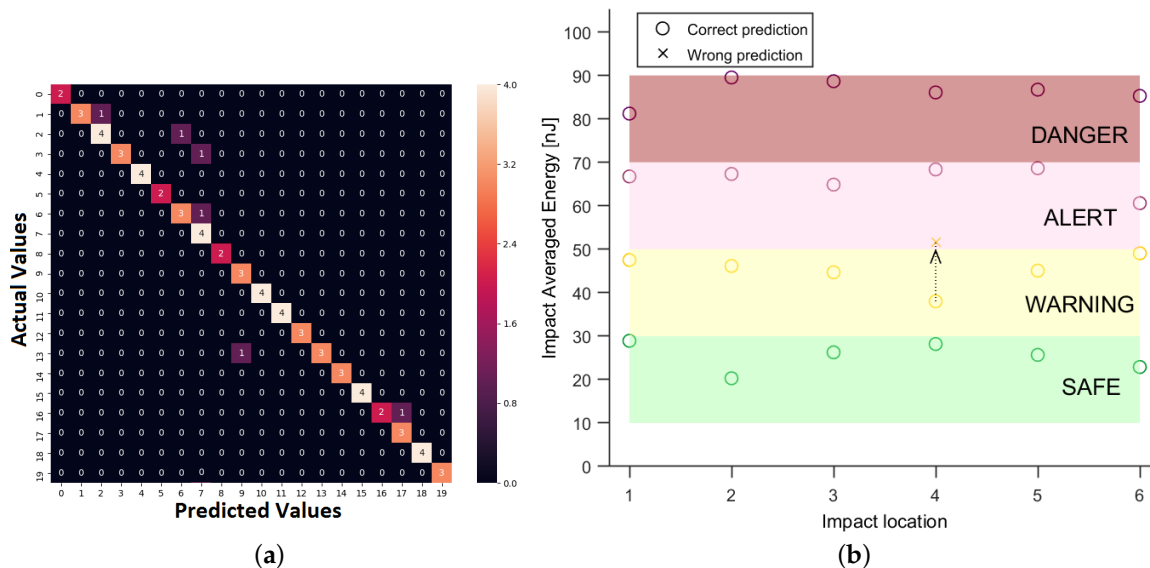 0 2 0 0 0 0 0 0 0 0 0 0 0 0 0 0 0 0 0 0 0
1 0 3 1 0 0 0 0 0 0 0 0 0 0 0 0 0 0 0 0 0
2 0 0 4 0 0 0 1 0 0 0 0 0 0 0 0 0 0 0 0 0
3 0 0 0 3 0 0 0 1 0 0 0 0 0 0 0 0 0 0 0 0
4 0 0 0 0 4 0 0 0 0 0 0 0 0 0 0 0 0 0 0 0
5 0 0 0 0 0 2 0 0 0 0 0 0 0 0 0 0 0 0 0 0
6 0 0 0 0 0 0 3 1 0 0 0 0 0 0 0 0 0 0 0 0
7 0 0 0 0 0 0 0 4 0 0 0 0 0 0 0 0 0 0 0 0
8 0 0 0 0 0 0 0 0 2 0 0 0 0 0 0 0 0 0 0 0
9 0 0 0 0 0 0 0 0 0 3 0 0 0 0 0 0 0 0 0 0
10 0 0 0 0 0 0 0 0 0 0 4 0 0 0 0 0 0 0 0 0
11 0 0 0 0 0 0 0 0 0 0 0 4 0 0 0 0 0 0 0 0
12 0 0 0 0 0 0 0 0 0 0 0 0 3 0 0 0 0 0 0 0
13 0 0 0 0 0 0 0 0 0 1 0 0 0 3 0 0 0 0 0 0
14 0 0 0 0 0 0 0 0 0 0 0 0 0 0 3 0 0 0 0 0
15 0 0 0 0 0 0 0 0 0 0 0 0 0 0 0 4 0 0 0 0
16 0 0 0 0 0 0 0 0 0 0 0 0 0 0 0 0 2 1 0 0
17 0 0 0 0 0 0 0 0 0 0 0 0 0 0 0 0 0 3 0 0
18 0 0 0 0 0 0 0 0 0 0 0 0 0 0 0 0 0 0 4 0
19 0 0 0 0 0 0 0 0 0 0 0 0 0 0 0 0 0 0 0 3
0 1 2 3 4 5 6 7 8 9 10 11 12 13 14 15 16 17 18 19
Actual Values
Predicted Values
4.0
3.2
2.4
1.6
0.8
0.0
(a)
Correct prediction
Wrong prediction
Impact Averaged Energy [nJ]
100
90
80
70
60
50
40
30
20
10
0
DANGER
ALERT
WARNING
SAFE
1 2 3 4 5 6
Impact location
(b)